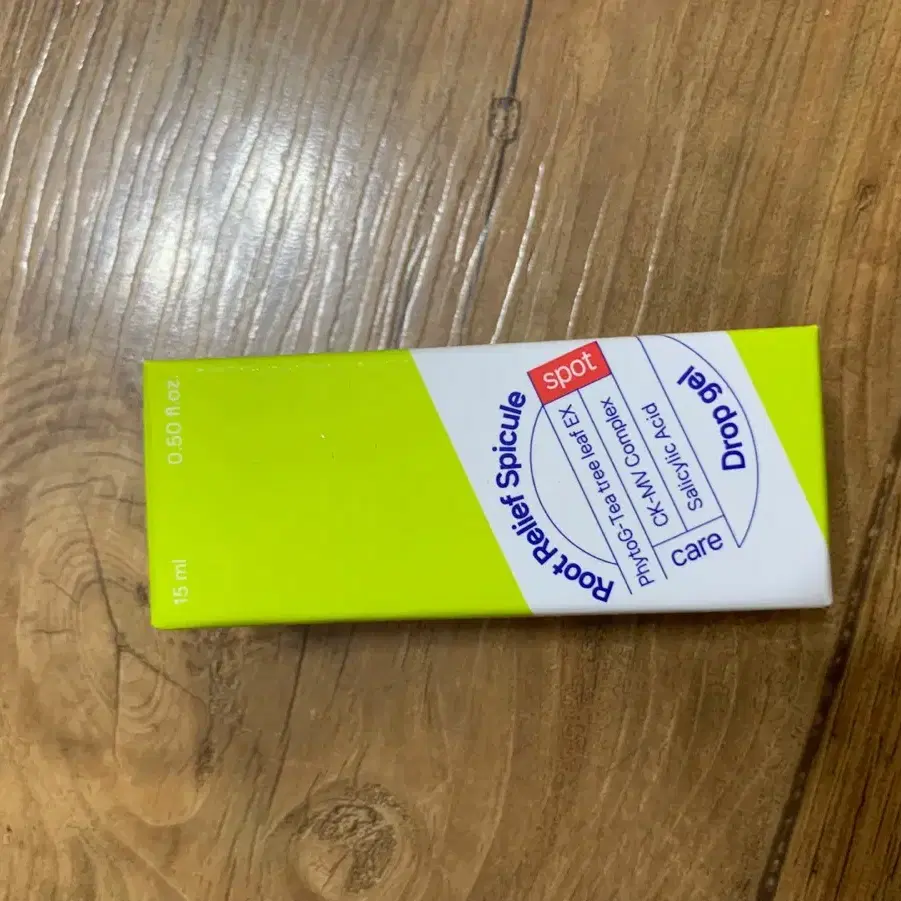 Root Relief Spicule
spot
PhytoG-Tea tree leaf EX
CK-MV Complex
Salicylic Acid
care
Drop gel
15 ml
0.50 fl.oz.